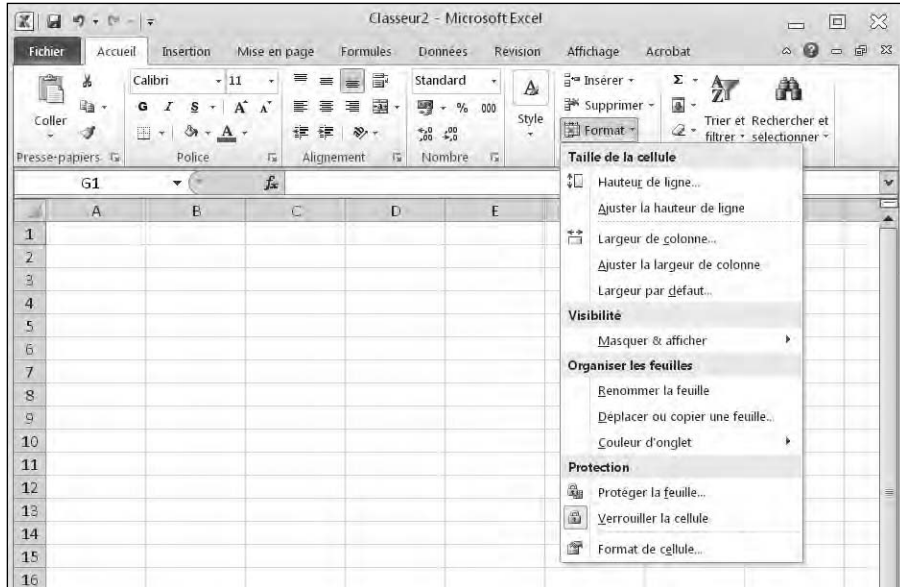 Classeur2 - Microsoft Excel
Fichier Accueil Insertion Mise en page Formules Données Révision Affichage Acrobat
Coller
Calibri 11
G I S A A
A
Standard
% 000
Style
Insérer
Supprimer
Format
Σ
Trier et filtrer
Rechercher et sélectionner
Presse-papiers Police Alignement Nombre
G1 fx
A B C D E
1
2
3
4
5
6
7
8
9
10
11
12
13
14
15
16
Taille de la cellule
Hauteur de ligne...
Ajuster la hauteur de ligne
Largeur de colonne...
Ajuster la largeur de colonne
Largeur par défaut...
Visibilité
Masquer & afficher
Organiser les feuilles
Renommer la feuille
Déplacer ou copier une feuille...
Couleur d'onglet
Protection
Protéger la feuille...
Verrouiller la cellule
Format de cellule...